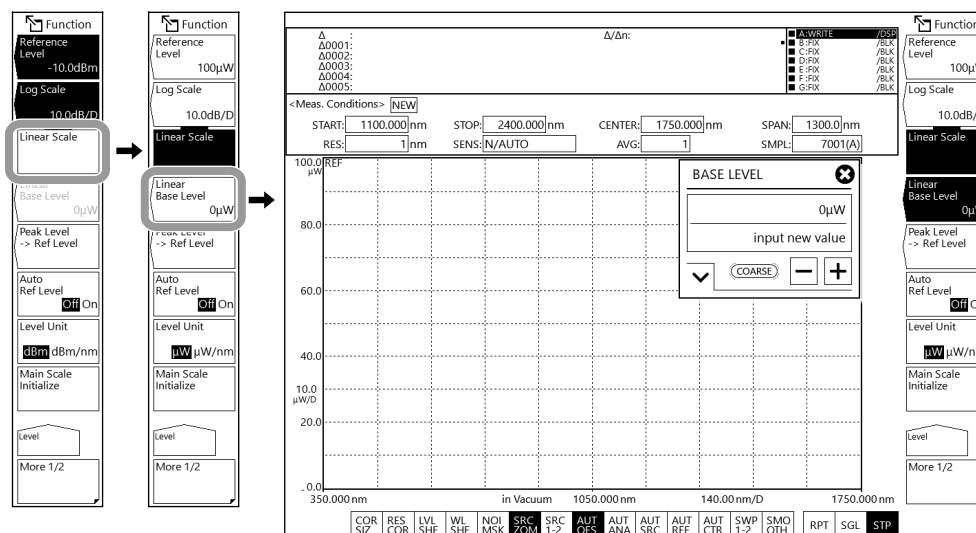 Function
Reference
Level
-10.0dBm
Log Scale
10.0dB/D
Linear Scale
Linear
Base Level
0µW
Peak Level
-> Ref Level
Auto
Ref Level
Off On
Level Unit
dBm dBm/nm
Main Scale
Initialize
Level
More 1/2
Function
Reference
Level
100µW
Log Scale
10.0dB/D
Linear Scale
Linear
Base Level
0µW
Peak Level
-> Ref Level
Auto
Ref Level
Off On
Level Unit
µW µW/nm
Main Scale
Initialize
Level
More 1/2
Δ :
Δ0001:
Δ0002:
Δ0003:
Δ0004:
Δ0005:
Δ/Δn:
A:WRITE /DSP
B:FIX /BLK
C:FIX /BLK
D:FIX /BLK
E:FIX /BLK
F:FIX /BLK
G:FIX /BLK
<Meas. Conditions> NEW
START: 1100.000 nm STOP: 2400.000 nm CENTER: 1750.000 nm SPAN: 1300.0 nm
RES: 1 nm SENS: N/AUTO AVG: 1 SMPL: 7001(A)
100.0 REF
µW
80.0
60.0
40.0
10.0
µW/D
20.0
0.0
BASE LEVEL
0µW
input new value
COARSE
350.000 nm in Vacuum 1050.000 nm 140.00 nm/D 1750.000 nm
COR RES LVL WL NOI SRC SRC AUT AUT AUT AUT AUT SWP SMO
SIZ COR SHF SHF MSK ZOM 1-2 OFS ANA SRC REF CTR 1-2 OTH
RPT SGL STP
Function
Reference
Level
100µ
Log Scale
10.0dB/
Linear Scale
Linear
Base Level
0µ
Peak Level
-> Ref Level
Auto
Ref Level
Off
Level Unit
µW µW/n
Main Scale
Initialize
Level
More 1/2